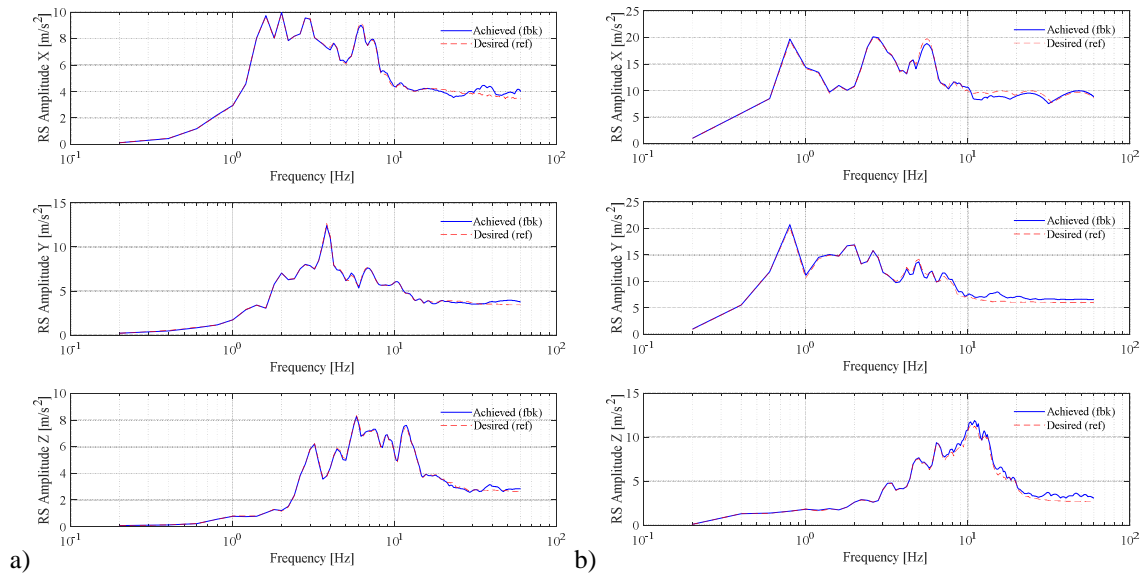 RS Amplitude X [m/s²]
10
8
6
4
2
0
Achieved (fbk)
Desired (ref)
10⁻¹ 10⁰ 10¹ 10²
Frequency [Hz]
RS Amplitude Y [m/s²]
15
10
5
0
Achieved (fbk)
Desired (ref)
10⁻¹ 10⁰ 10¹ 10²
Frequency [Hz]
RS Amplitude Z [m/s²]
10
8
6
4
2
0
Achieved (fbk)
Desired (ref)
10⁻¹ 10⁰ 10¹ 10²
Frequency [Hz]
a)
RS Amplitude X [m/s²]
25
20
15
10
5
0
Achieved (fbk)
Desired (ref)
10⁻¹ 10⁰ 10¹ 10²
Frequency [Hz]
RS Amplitude Y [m/s²]
25
20
15
10
5
0
Achieved (fbk)
Desired (ref)
10⁻¹ 10⁰ 10¹ 10²
Frequency [Hz]
RS Amplitude Z [m/s²]
15
10
5
0
Achieved (fbk)
Desired (ref)
10⁻¹ 10⁰ 10¹ 10²
Frequency [Hz]
b)